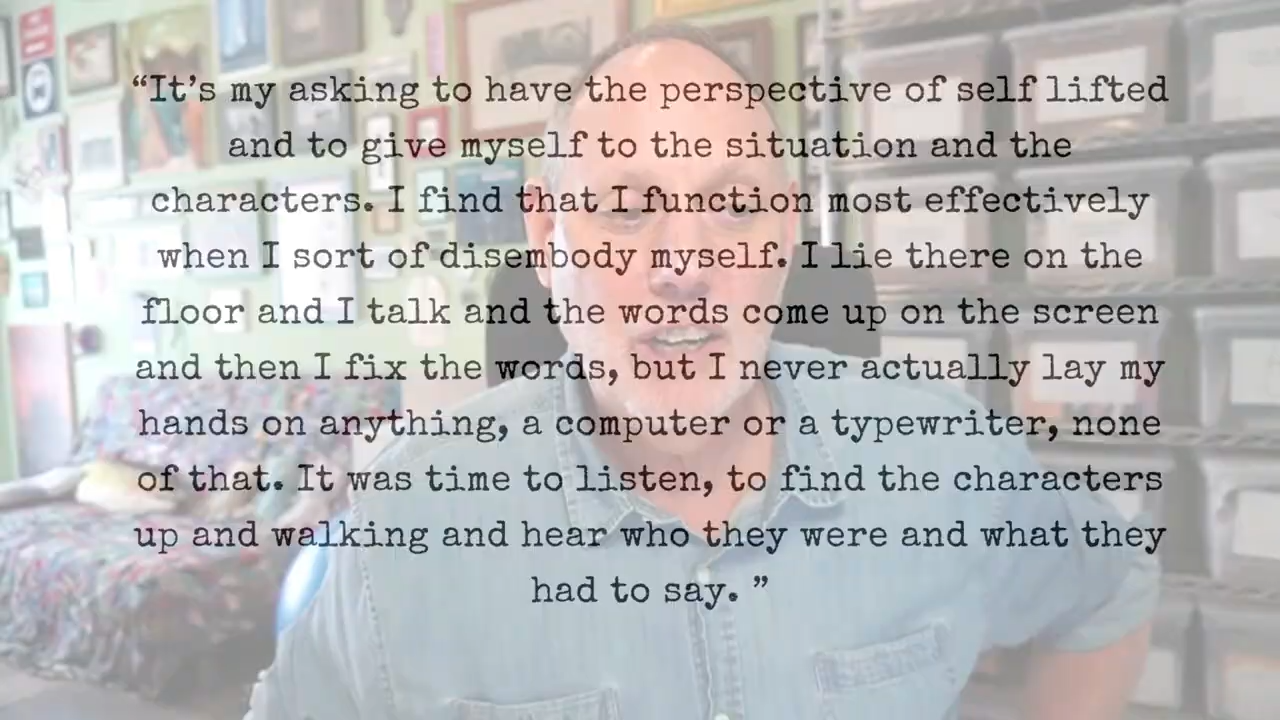 “It’s my asking to have the perspective of self lifted
and to give myself to the situation and the
characters. I find that I function most effectively
when I sort of disembody myself. I lie there on the
floor and I talk and the words come up on the screen
and then I fix the words, but I never actually lay my
hands on anything, a computer or a typewriter, none
of that. It was time to listen, to find the characters
up and walking and hear who they were and what they
had to say. ”